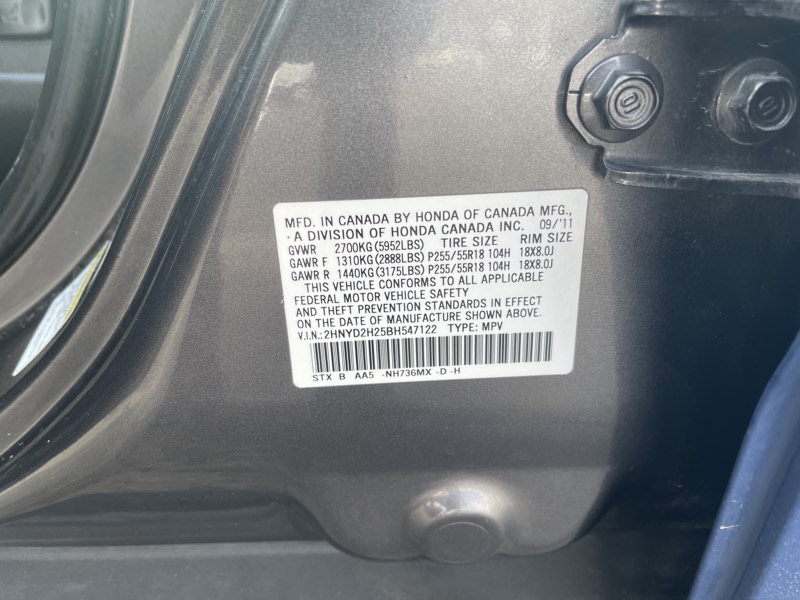 MFD. IN CANADA BY HONDA OF CANADA MFG.,
A DIVISION OF HONDA CANADA INC. 09/'11
GVWR 2700KG (5952LBS) TIRE SIZE RIM SIZE
GAWR F 1310KG (2888LBS) P255/55R18 104H 18X8.0J
GAWR R 1440KG (3175LBS) P255/55R18 104H 18X8.0J
THIS VEHICLE CONFORMS TO ALL APPLICABLE
FEDERAL MOTOR VEHICLE SAFETY
AND THEFT PREVENTION STANDARDS IN EFFECT
ON THE DATE OF MANUFACTURE SHOWN ABOVE.
V.I.N.: 2HNYD2H25BH547122 TYPE: MPV
STX B AA5 -NH736MX -D -H